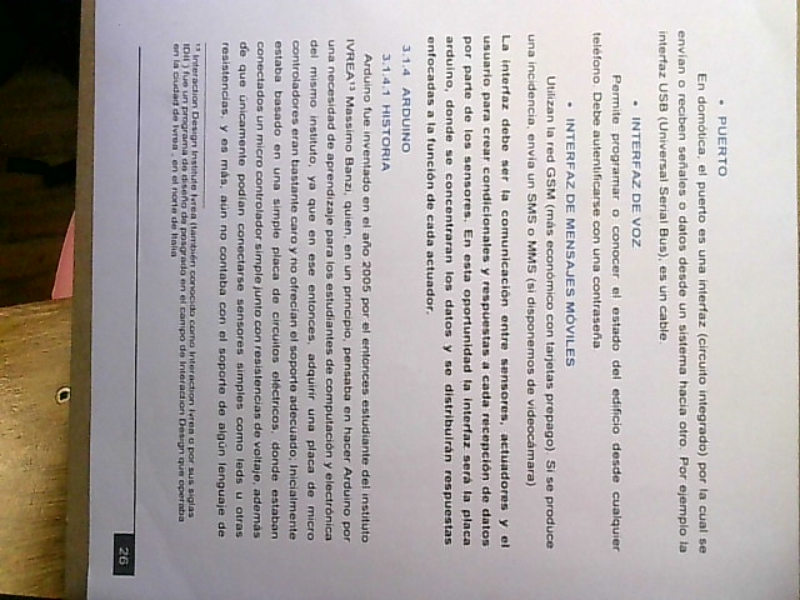 • PUERTO
En domótica, el puerto es una interfaz (circuito integrado) por la cual se
envían o reciben señales o datos desde un sistema hacia otro. Por ejemplo la
interfaz USB (Universal Serial Bus), es un cable.
• INTERFAZ DE VOZ
Permite programar o conocer el estado del edificio desde cualquier
teléfono. Debe autentificarse con una contraseña
• INTERFAZ DE MENSAJES MÓVILES
Utilizan la red GSM (más económico con tarjetas prepago) Si se produce
una incidencia, envía un SMS o MMS (si disponemos de videocámara)
La interfaz debe ser la comunicación entre sensores, actuadores y el
usuario para crear condicionales y respuestas a cada recepción de datos
por parte de los sensores. En esta oportunidad la interfaz será la placa
arduino, donde se concentraran los datos y se distribuirán respuestas
enfocadas a la función de cada actuador.
3.1.4 ARDUINO
3.1.4.1 HISTORIA
Arduino fue inventado en el año 2005 por el entonces estudiante del instituto
IVREA¹³ Massimo Banzi, quien, en un principio, pensaba en hacer Arduino por
una necesidad de aprendizaje para los estudiantes de computación y electrónica
del mismo instituto, ya que en ese entonces, adquirir una placa de micro
controladores eran bastante caro y no ofrecían el soporte adecuado. Inicialmente
estaba basado en una simple placa de circuitos eléctricos, donde estaban
conectados un micro controlador simple junto con resistencias de voltaje, además
de que únicamente podían conectarse sensores simples como leds u otras
resistencias, y es más, aún no contaba con el soporte de algún lenguaje de
¹³ Interaction Design Institute Ivrea (también conocido como Interaction Ivrea o por sus siglas
IDII ) fue un programa de diseño de posgrado en el campo de Interaction Design que operaba
en la ciudad de Ivrea , en el norte de Italia
26